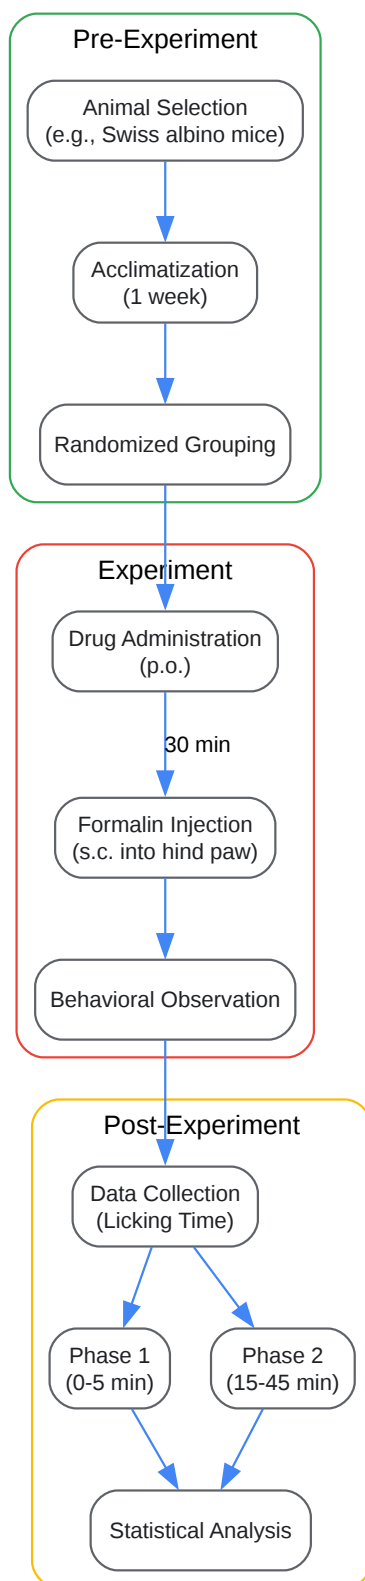 Pre-Experiment
Animal Selection
(e.g., Swiss albino mice)
Acclimatization
(1 week)
Randomized Grouping
Experiment
Drug Administration
(p.o.)
30 min
Formalin Injection
(s.c. into hind paw)
Behavioral Observation
Post-Experiment
Data Collection
(Licking Time)
Phase 1
(0-5 min)
Phase 2
(15-45 min)
Statistical Analysis